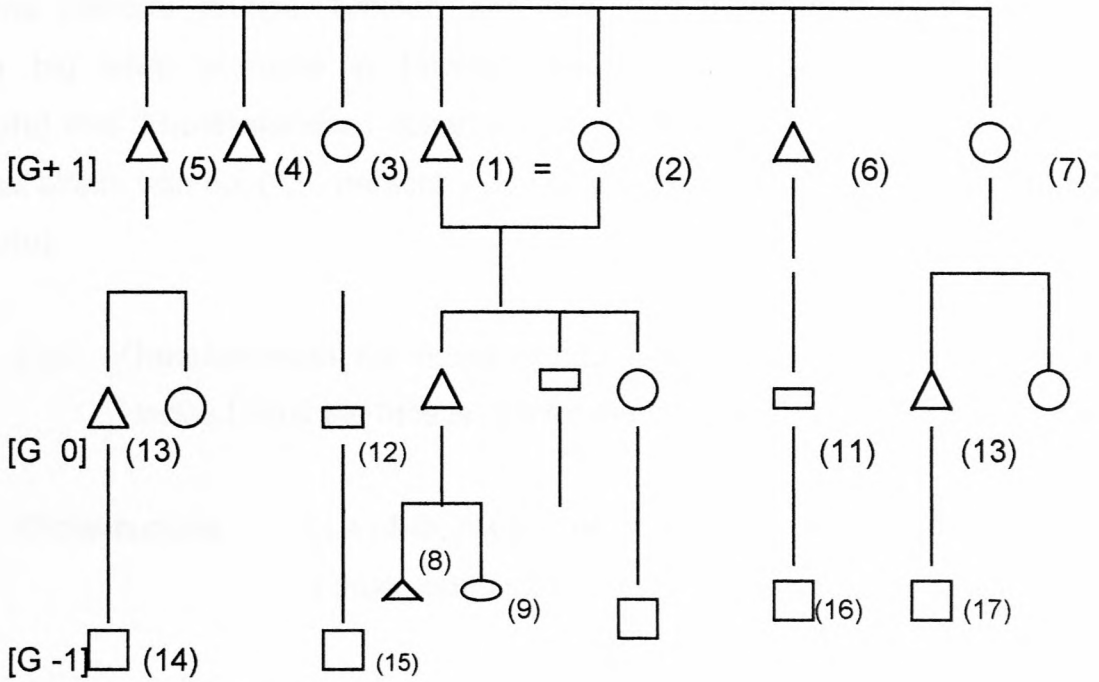 [G+ 1] (5) (4) (3) (1) = (2) (6) (7)
[G 0] (13) (12) (11) (13)
(8)
(9) (16) (17)
[G -1] (14) (15)